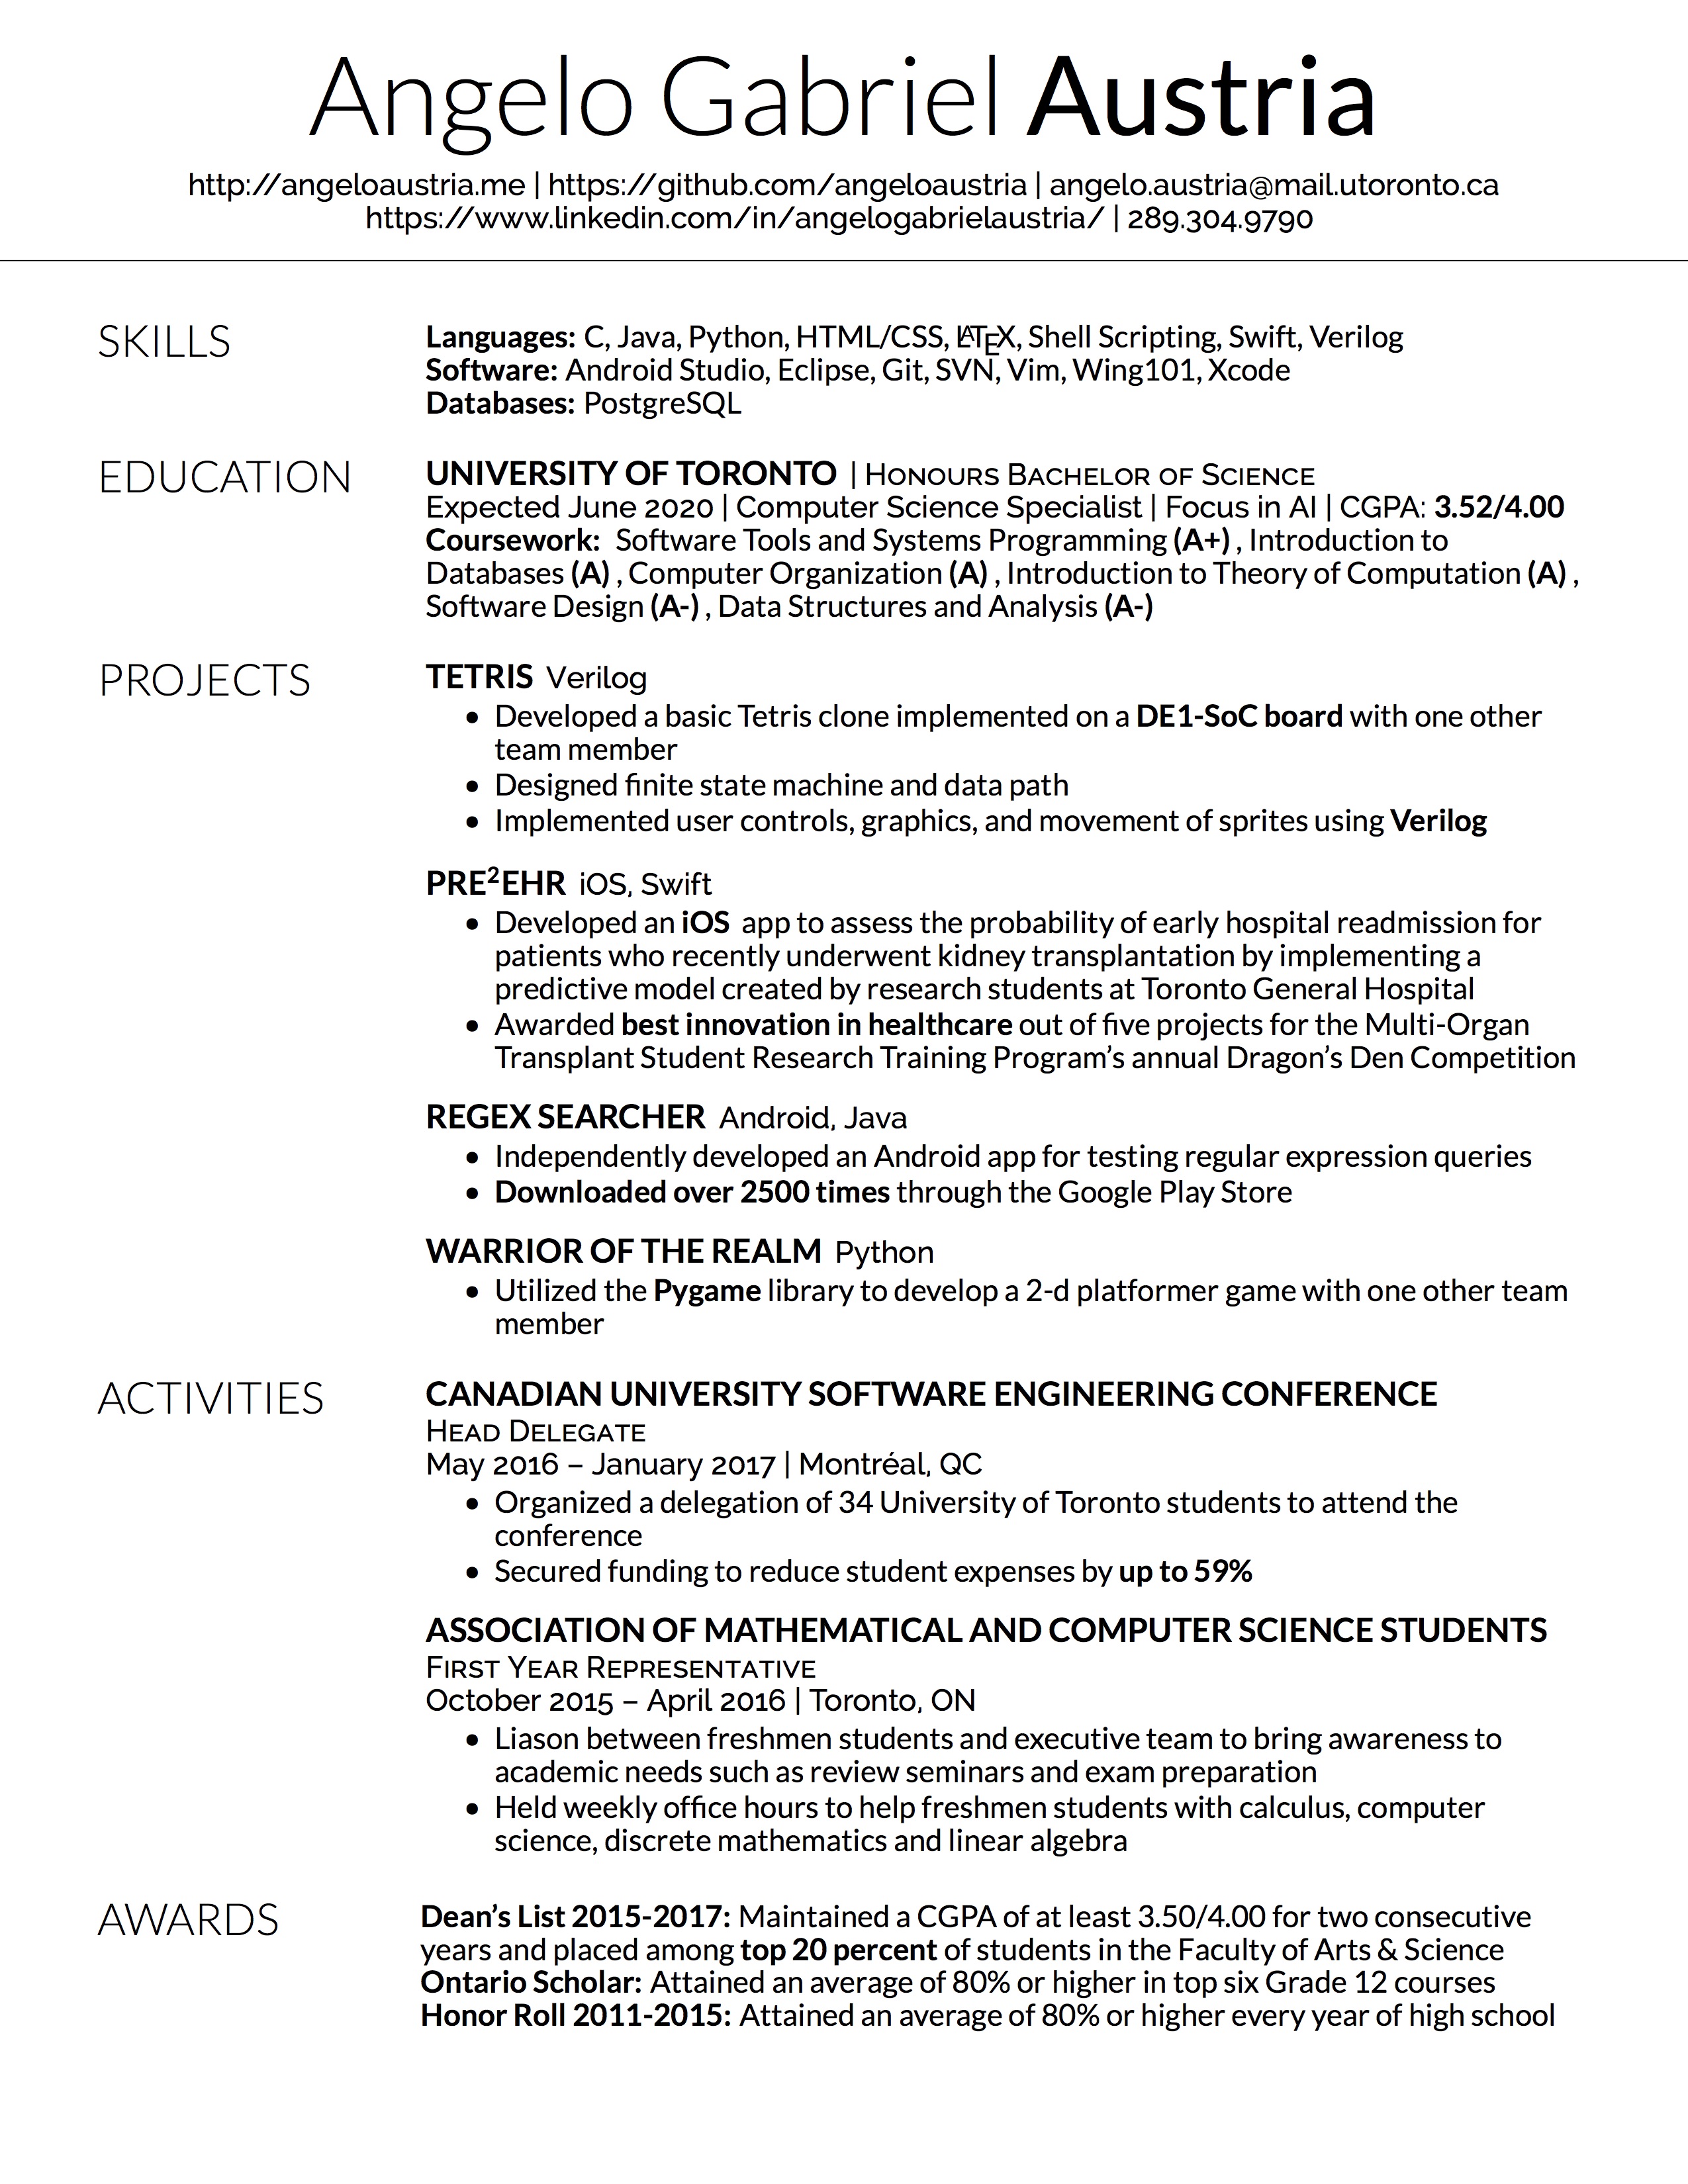 Angelo Gabriel Austria
http://angeloaustria.me | https://github.com/angeloaustria | angelo.austria@mail.utoronto.ca
https://www.linkedin.com/in/angelogabrielaustria/ | 289.304.9790
SKILLS
Languages: C, Java, Python, HTML/CSS, LATEX, Shell Scripting, Swift, Verilog
Software: Android Studio, Eclipse, Git, SVN, Vim, Wing101, Xcode
Databases: PostgreSQL
EDUCATION
UNIVERSITY OF TORONTO | HONOURS BACHELOR OF SCIENCE
Expected June 2020 | Computer Science Specialist | Focus in AI | CGPA: 3.52/4.00
Coursework: Software Tools and Systems Programming (A+) , Introduction to
Databases (A) , Computer Organization (A) , Introduction to Theory of Computation (A) ,
Software Design (A-) , Data Structures and Analysis (A-)
PROJECTS
TETRIS Verilog
• Developed a basic Tetris clone implemented on a DE1-SoC board with one other
team member
• Designed finite state machine and data path
• Implemented user controls, graphics, and movement of sprites using Verilog
PRE²EHR iOS, Swift
• Developed an iOS app to assess the probability of early hospital readmission for
patients who recently underwent kidney transplantation by implementing a
predictive model created by research students at Toronto General Hospital
• Awarded best innovation in healthcare out of five projects for the Multi-Organ
Transplant Student Research Training Program's annual Dragon's Den Competition
REGEX SEARCHER Android, Java
• Independently developed an Android app for testing regular expression queries
• Downloaded over 2500 times through the Google Play Store
WARRIOR OF THE REALM Python
• Utilized the Pygame library to develop a 2-d platformer game with one other team
member
ACTIVITIES
CANADIAN UNIVERSITY SOFTWARE ENGINEERING CONFERENCE
HEAD DELEGATE
May 2016 – January 2017 | Montréal, QC
• Organized a delegation of 34 University of Toronto students to attend the
conference
• Secured funding to reduce student expenses by up to 59%
ASSOCIATION OF MATHEMATICAL AND COMPUTER SCIENCE STUDENTS
FIRST YEAR REPRESENTATIVE
October 2015 – April 2016 | Toronto, ON
• Liason between freshmen students and executive team to bring awareness to
academic needs such as review seminars and exam preparation
• Held weekly office hours to help freshmen students with calculus, computer
science, discrete mathematics and linear algebra
AWARDS
Dean's List 2015-2017: Maintained a CGPA of at least 3.50/4.00 for two consecutive
years and placed among top 20 percent of students in the Faculty of Arts & Science
Ontario Scholar: Attained an average of 80% or higher in top six Grade 12 courses
Honor Roll 2011-2015: Attained an average of 80% or higher every year of high school